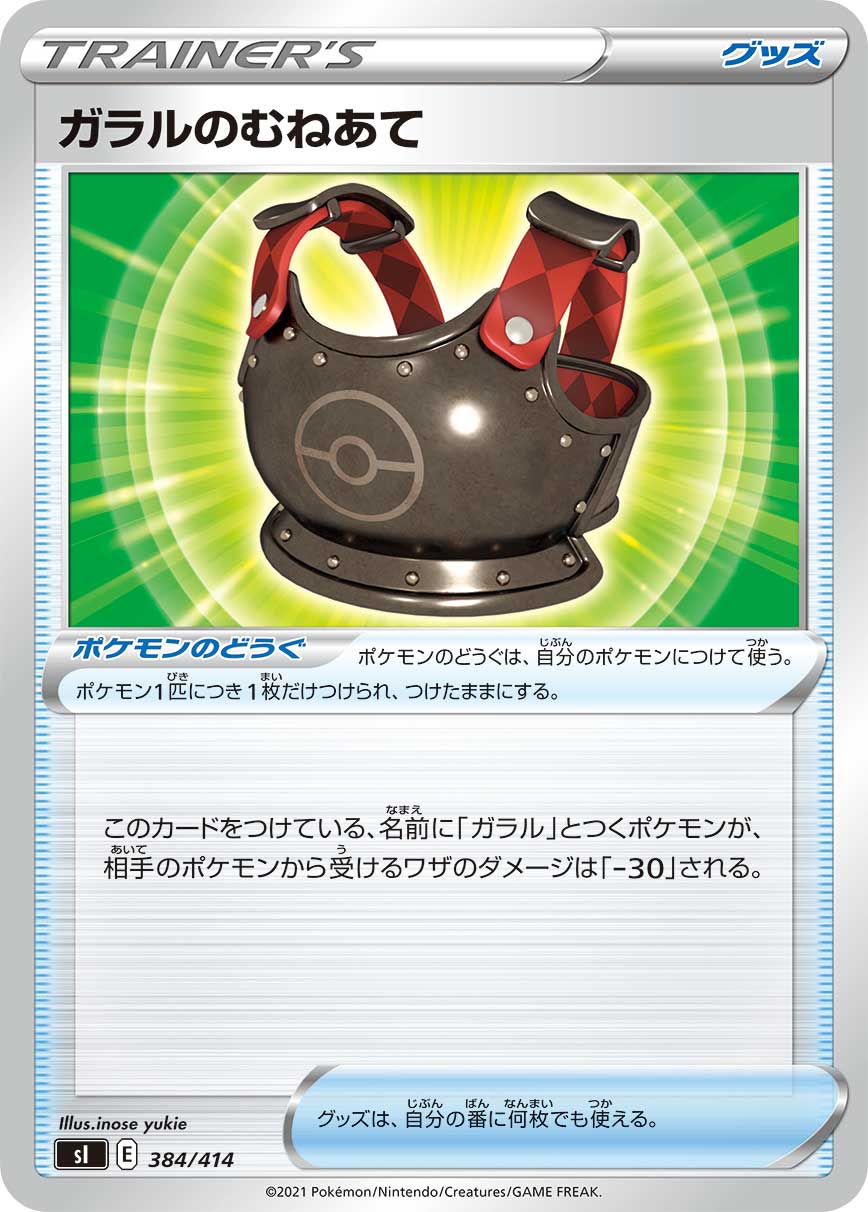 TRAINER'S グッズ
ガラルのむねあて
ポケモンのどうぐ ポケモンのどうぐは、自分のポケモンにつけて使う。
ポケモン1匹につき1枚だけつけられ、つけたままにする。
このカードをつけている、名前に「ガラル」とつくポケモンが、
相手のポケモンから受けるワザのダメージは「-30」される。
Illus.inose yukie
グッズは、自分の番に何枚でも使える。
sI E 384/414
©2021 Pokémon/Nintendo/Creatures/GAME FREAK.